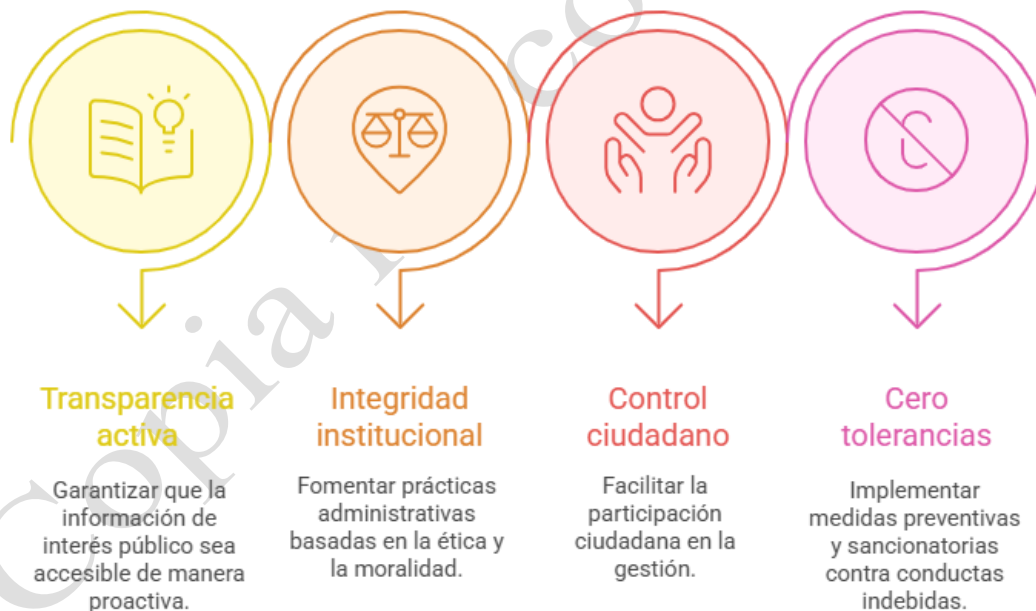 Transparencia
activa
Garantizar que la
información de
interés público sea
accesible de manera
proactiva.
Integridad
institucional
Fomentar prácticas
administrativas
basadas en la ética y
la moralidad.
Control
ciudadano
Facilitar la
participación
ciudadana en la
gestión.
Cero
tolerancias
Implementar
medidas preventivas
y sancionatorias
contra conductas
indebidas.
Copia
co